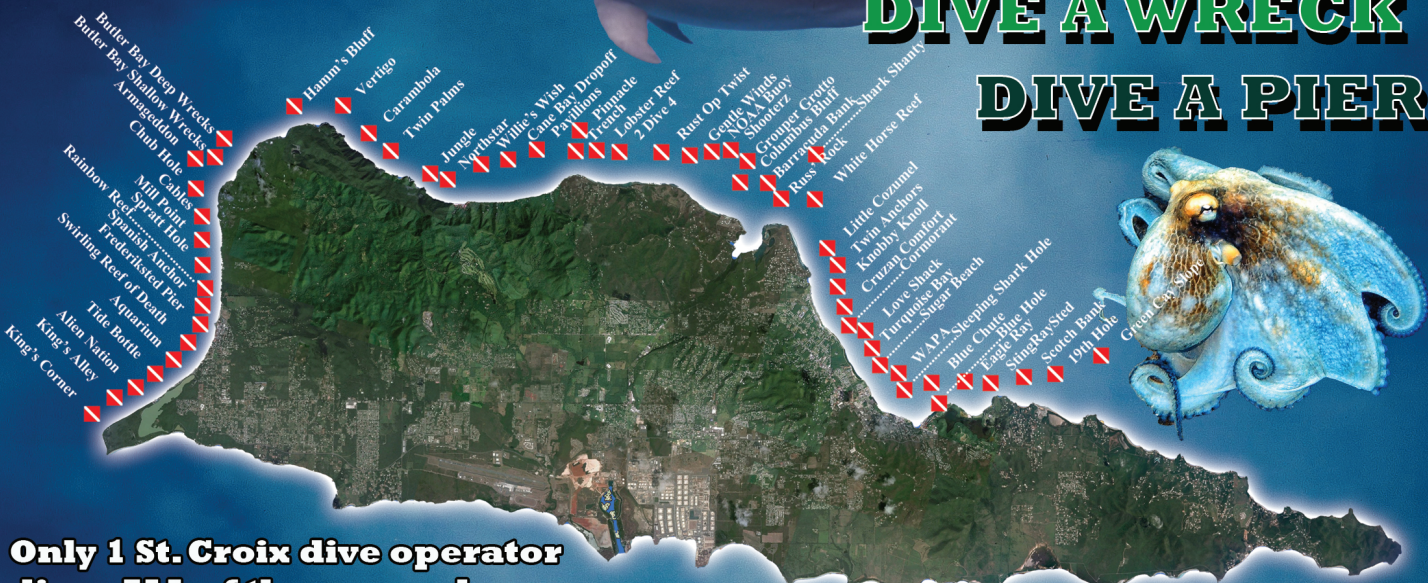 DIVE A WRECK
DIVE A PIER
Butler Bay Deep Wrecks
Butler Bay Shallow Wrecks
Armageddon
Club Hole
Cables
Mill Point
Spratt Hole
Rainbow Reef
Spanish Anchor
Frederiksted Pier
Swirling Reef of Death
Aquarium
Tide Bottle
Alien Nation
King's Alley
King's Corner
Hamm's Bluff
Vertigo
Carambola
Twin Palms
Jungle
Northstar
Willie's Wish
Cane Bay Dropoff
Pavillions
Pinnacle
Trench
Lobster Reef
2 Dive 4
Rust Op Twist
Gentle Winds
NOAA Buoy
Shooterz
Grouper Grotto
Columbus Bluff
Barracuda Bank
Shark Shanty
Russ' Rock
White Horse Reef
Little Cozumel
Twin Anchors
Knobby Knoll
Cruzan Comfort
Cormorant
Love Shack
Turquoise Bay
Sugar Beach
WAPA
Sleeping Shark Hole
Blue Chute
Blue Hole
Eagle Ray
StingRaySted
Scotch Bank
19th Hole
Green Cay Slops
Only 1 St. Croix dive operator